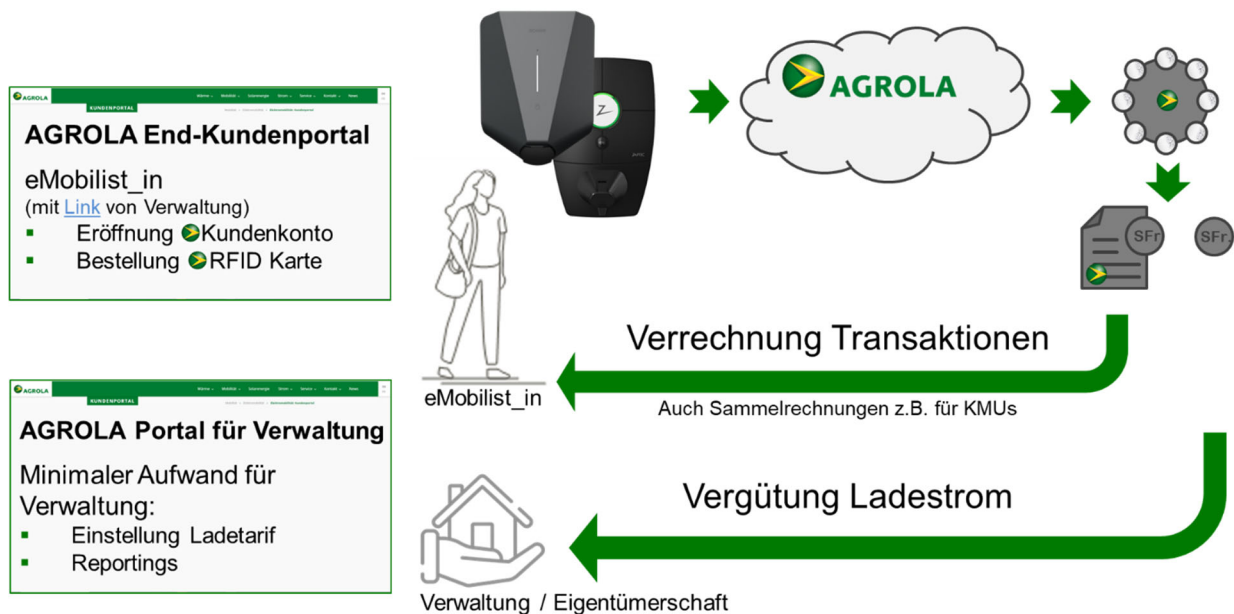 AGROLA
KUNDENPORTAL
AGROLA End-Kundenportal
eMobilist_in
(mit Link von Verwaltung)
Eröffnung Kundenkonto
Bestellung RFID Karte
AGROLA
SFr.
SFr.
Verrechnung Transaktionen
eMobilist_in
Auch Sammelrechnungen z.B. für KMUs
AGROLA
KUNDENPORTAL
AGROLA Portal für Verwaltung
Minimaler Aufwand für
Verwaltung:
Einstellung Ladetarif
Reportings
Vergütung Ladestrom
Verwaltung / Eigentümerschaft